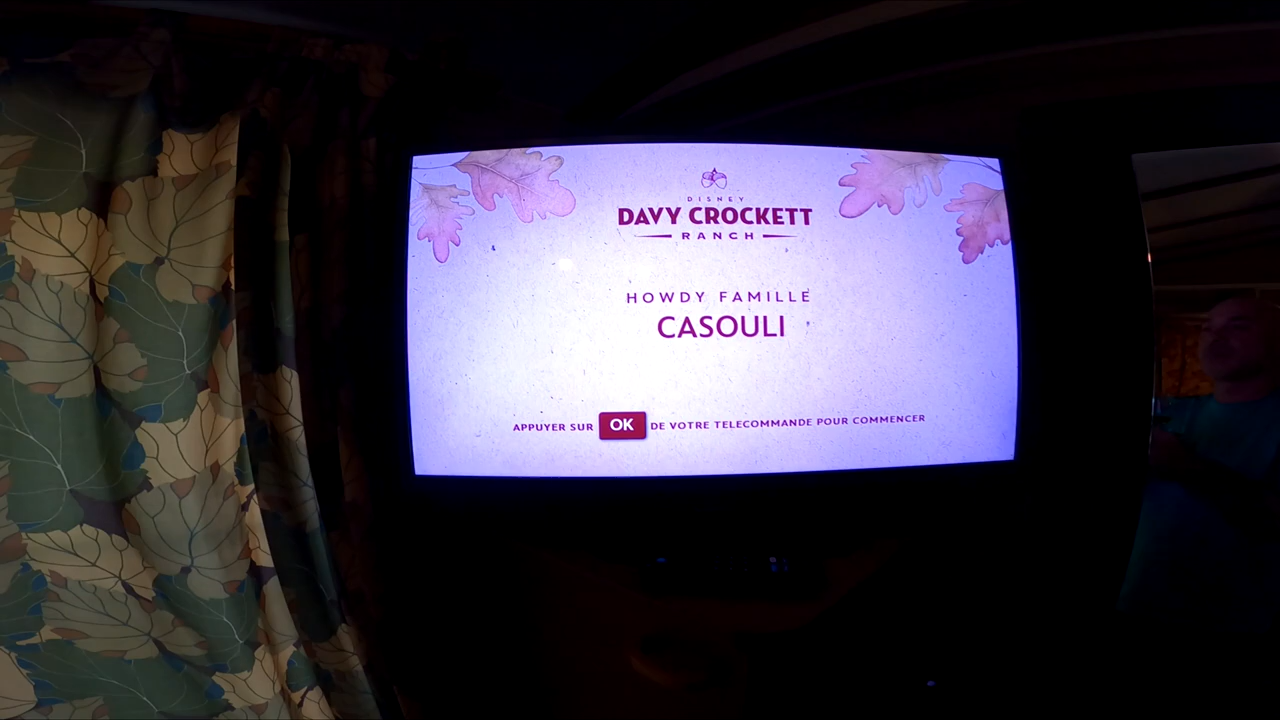 DISNEY
DAVY CROCKETT
RANCH
HOWDY FAMILLE
CASOULI
APPUYER SUR OK DE VOTRE TELECOMMANDE POUR COMMENCER